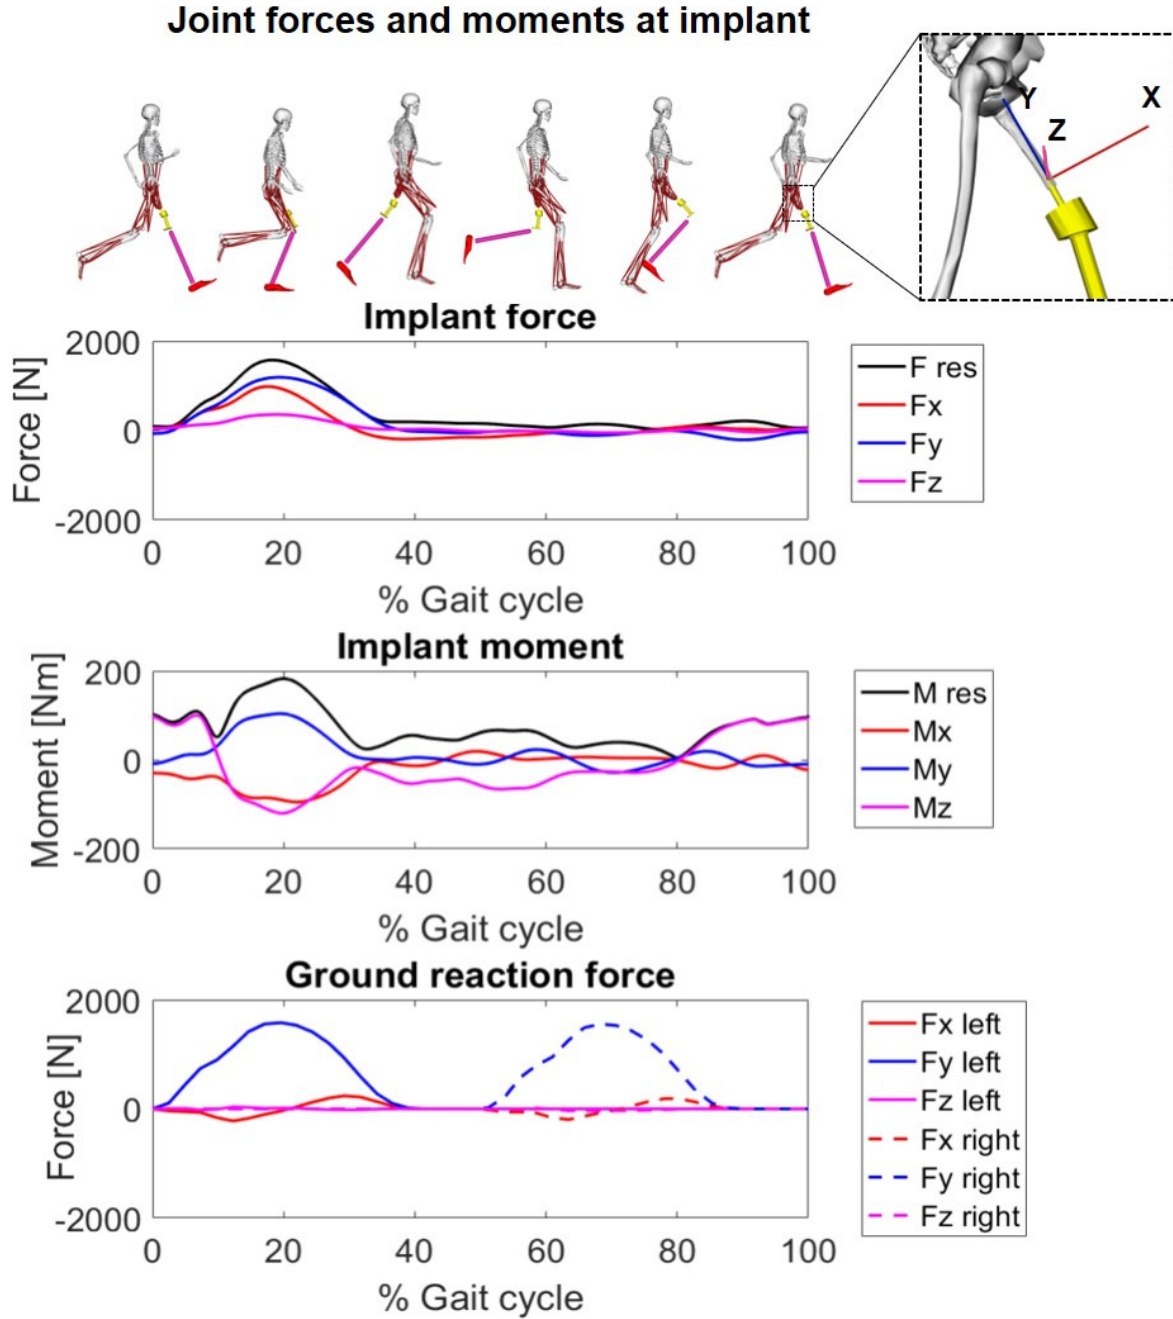 Joint forces and moments at implant
Y
X
Z
Implant force
Force [N]
2000
0
-2000
0 20 40 60 80 100
% Gait cycle
F res
Fx
Fy
Fz
Implant moment
Moment [Nm]
200
0
-200
0 20 40 60 80 100
% Gait cycle
M res
Mx
My
Mz
Ground reaction force
Force [N]
2000
0
-2000
0 20 40 60 80 100
% Gait cycle
Fx left
Fy left
Fz left
Fx right
Fy right
Fz right